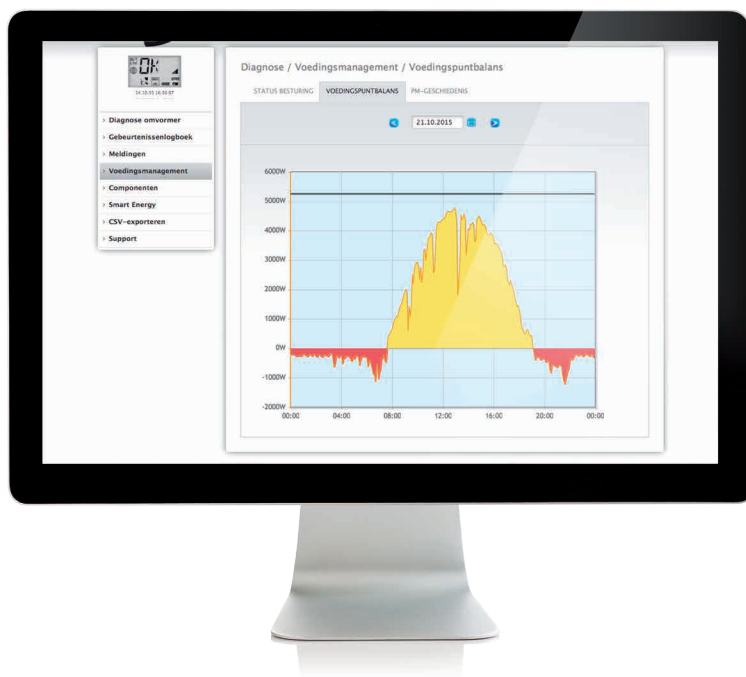 OK
14.10.15 16:00:07
Diagnose omvormer
Gebeurtenissenlogboek
Meldingen
Voedingsmanagement
Componenten
Smart Energy
CSV-exporteren
Support
Diagnose / Voedingsmanagement / Voedingspuntbalans
STATUS BESTURING VOEDINGSPUNTBALANS PM-GESCHIEDENIS
21.10.2015
6000W
5000W
4000W
3000W
2000W
1000W
0W
-1000W
-2000W
00:00 04:00 08:00 12:00 16:00 20:00 00:00